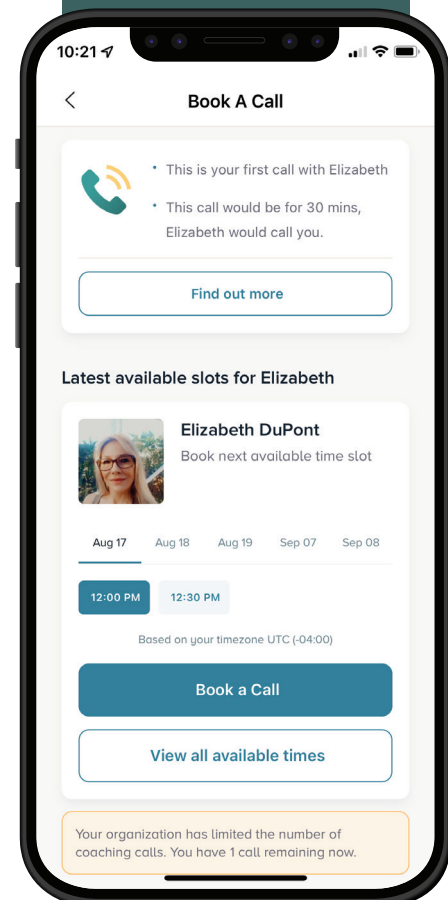 10:21
Book A Call
• This is your first call with Elizabeth
• This call would be for 30 mins,
Elizabeth would call you.
Find out more
Latest available slots for Elizabeth
Elizabeth DuPont
Book next available time slot
Aug 17 Aug 18 Aug 19 Sep 07 Sep 08
12:00 PM 12:30 PM
Based on your timezone UTC (-04:00)
Book a Call
View all available times
Your organization has limited the number of
coaching calls. You have 1 call remaining now.